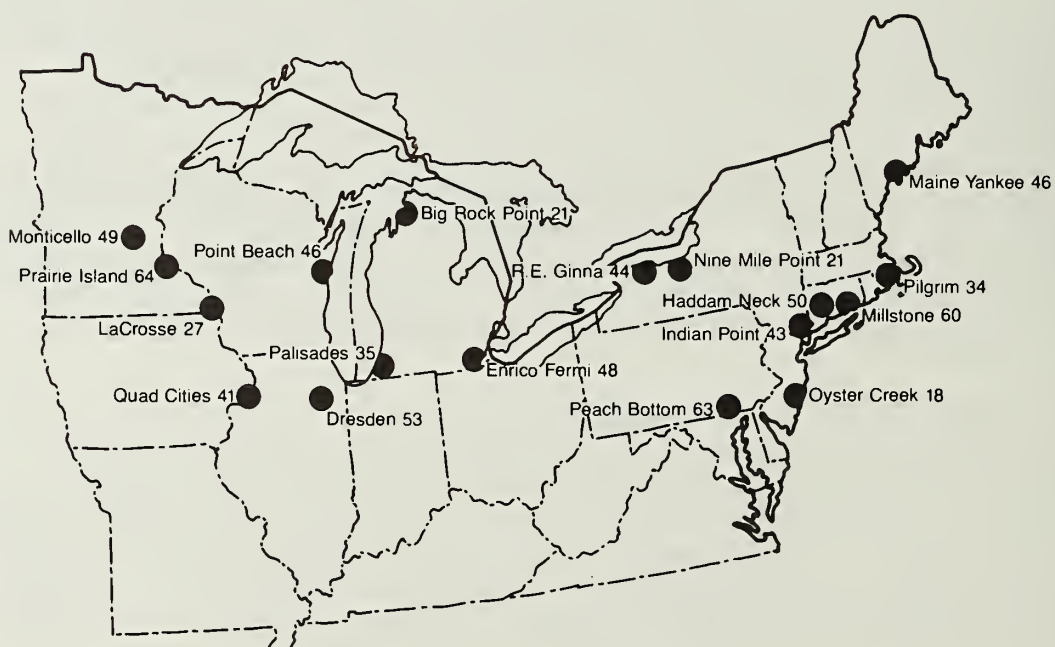 Maine Yankee 46
Big Rock Point 21
Monticello 49
Point Beach 46
Prairie Island 64
R.E. Ginna 44
Nine Mile Point 21
Pilgrim 34
Haddam Neck 50
Millstone 60
LaCrosse 27
Indian Point 43
Palisades 35
Enrico Fermi 48
Quad Cities 41
Dresden 53
Peach Bottom 63
Oyster Creek 18